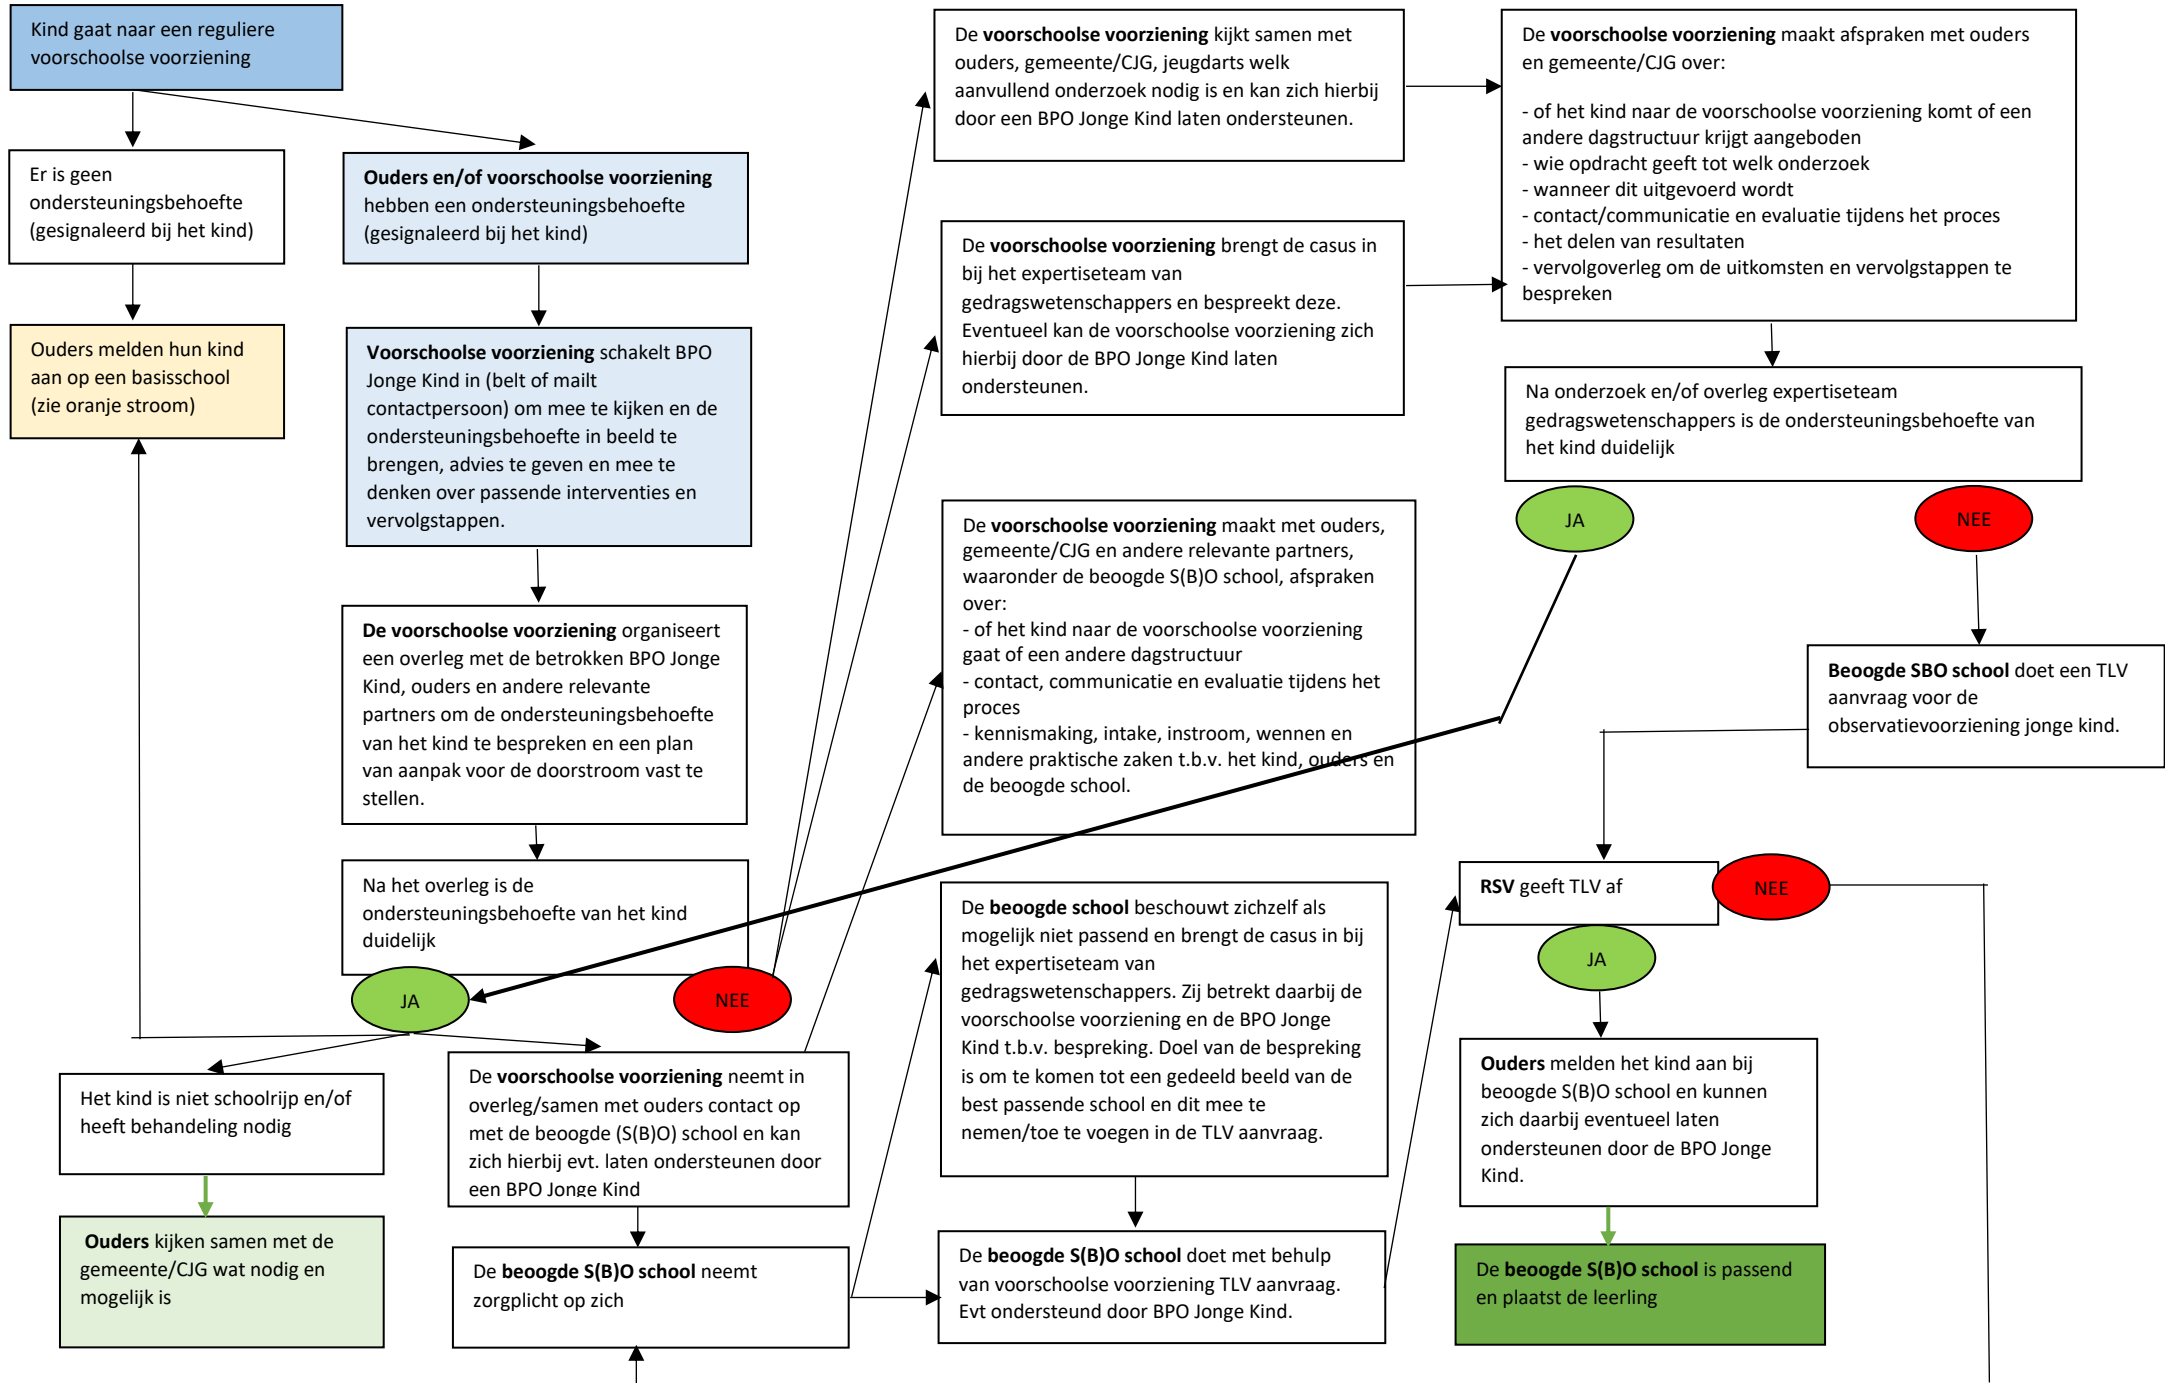 Kind gaat naar een reguliere
voorschoolse voorziening
Er is geen
ondersteuningsbehoefte
(gesignaleerd bij het kind)
Ouders melden hun kind
aan op een basisschool
(zie oranje stroom)
Ouders en/of voorschoolse voorziening
hebben een ondersteuningsbehoefte
(gesignaleerd bij het kind)
Voorschoolse voorziening schakelt BPO
Jonge Kind in (belt of mailt
contactpersoon) om mee te kijken en de
ondersteuningsbehoefte in beeld te
brengen, advies te geven en mee te
denken over passende interventies en
vervolgstappen.
De voorschoolse voorziening organiseert
een overleg met de betrokken BPO Jonge
Kind, ouders en andere relevante
partners om de ondersteuningsbehoefte
van het kind te bespreken en een plan
van aanpak voor de doorstroom vast te
stellen.
Na het overleg is de
ondersteuningsbehoefte van het kind
duidelijk
JA
NEE
Het kind is niet schoolrijp en/of
heeft behandeling nodig
Ouders kijken samen met de
gemeente/CJG wat nodig en
mogelijk is
De voorschoolse voorziening neemt in
overleg/samen met ouders contact op
met de beoogde (S(B)O) school en kan
zich hierbij evt. laten ondersteunen door
een BPO Jonge Kind
De beoogde S(B)O school neemt
zorgplicht op zich
De voorschoolse voorziening kijkt samen met
ouders, gemeente/CJG, jeugdarts welk
aanvullend onderzoek nodig is en kan zich hierbij
door een BPO Jonge Kind laten ondersteunen.
De voorschoolse voorziening brengt de casus in
bij het expertiseteam van
gedragswetenschappers en bespreekt deze.
Eventueel kan de voorschoolse voorziening zich
hierbij door de BPO Jonge Kind laten
ondersteunen.
De voorschoolse voorziening maakt met ouders,
gemeente/CJG en andere relevante partners,
waaronder de beoogde S(B)O school, afspraken
over:
- of het kind naar de voorschoolse voorziening
gaat of een andere dagstructuur
- contact, communicatie en evaluatie tijdens het
proces
- kennismaking, intake, instroom, wennen en
andere praktische zaken t.b.v. het kind, ouders en
de beoogde school.
De beoogde school beschouwt zichzelf als
mogelijk niet passend en brengt de casus in bij
het expertiseteam van
gedragswetenschappers. Zij betrekt daarbij de
voorschoolse voorziening en de BPO Jonge
Kind t.b.v. bespreking. Doel van de bespreking
is om te komen tot een gedeeld beeld van de
best passende school en dit mee te
nemen/toe te voegen in de TLV aanvraag.
De beoogde S(B)O school doet met behulp
van voorschoolse voorziening TLV aanvraag.
Evt ondersteund door BPO Jonge Kind.
De voorschoolse voorziening maakt afspraken met ouders
en gemeente/CJG over:
- of het kind naar de voorschoolse voorziening komt of een
andere dagstructuur krijgt aangeboden
- wie opdracht geeft tot welk onderzoek
- wanneer dit uitgevoerd wordt
- contact/communicatie en evaluatie tijdens het proces
- het delen van resultaten
- vervolgoverleg om de uitkomsten en vervolgstappen te
bespreken
Na onderzoek en/of overleg expertiseteam
gedragswetenschappers is de ondersteuningsbehoefte van
het kind duidelijk
JA
NEE
Beoogde SBO school doet een TLV
aanvraag voor de
observatievoorziening jonge kind.
RSV geeft TLV af
NEE
JA
Ouders melden het kind aan bij
beoogde S(B)O school en kunnen
zich daarbij eventueel laten
ondersteunen door de BPO Jonge
Kind.
De beoogde S(B)O school is passend
en plaatst de leerling